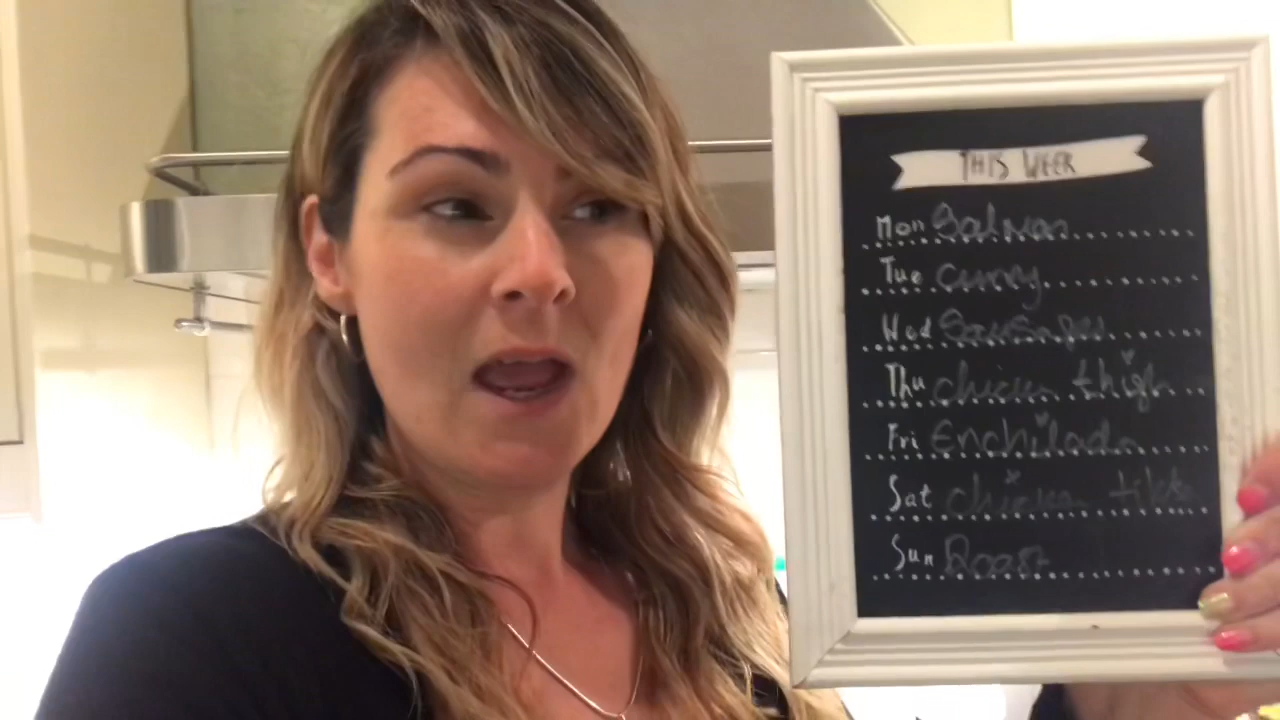 THIS WEEK
Mon Salmon
Tue Curry
Wed Sausages
Thu chicken thigh
Fri Enchilada
Sat chicken tikka
Sun Roast